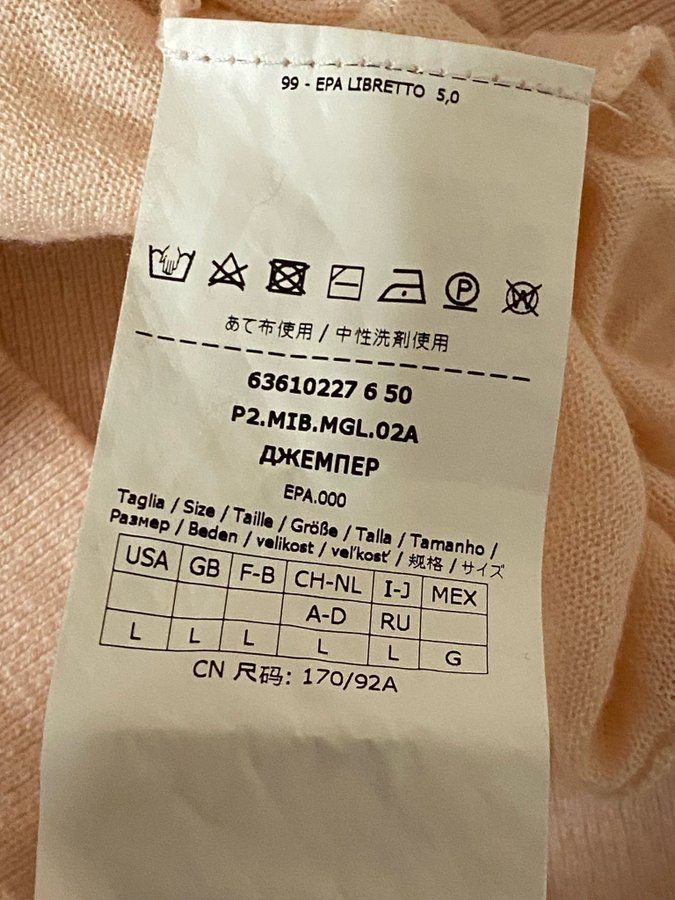 99 - EPA LIBRETTO 5,0
P W
あて布使用 / 中性洗剤使用
63610227 6 50
P2.MIB.MGL.02A
ДЖЕМПЕР
EPA.000
Taglia / Size / Taille / Größe / Talla / Tamanho /
Размер / Beden / velikost / veľkosť / 规格 / サイズ
USA GB F-B CH-NL I-J MEX
A-D RU
L L L L L G
CN 尺码: 170/92A